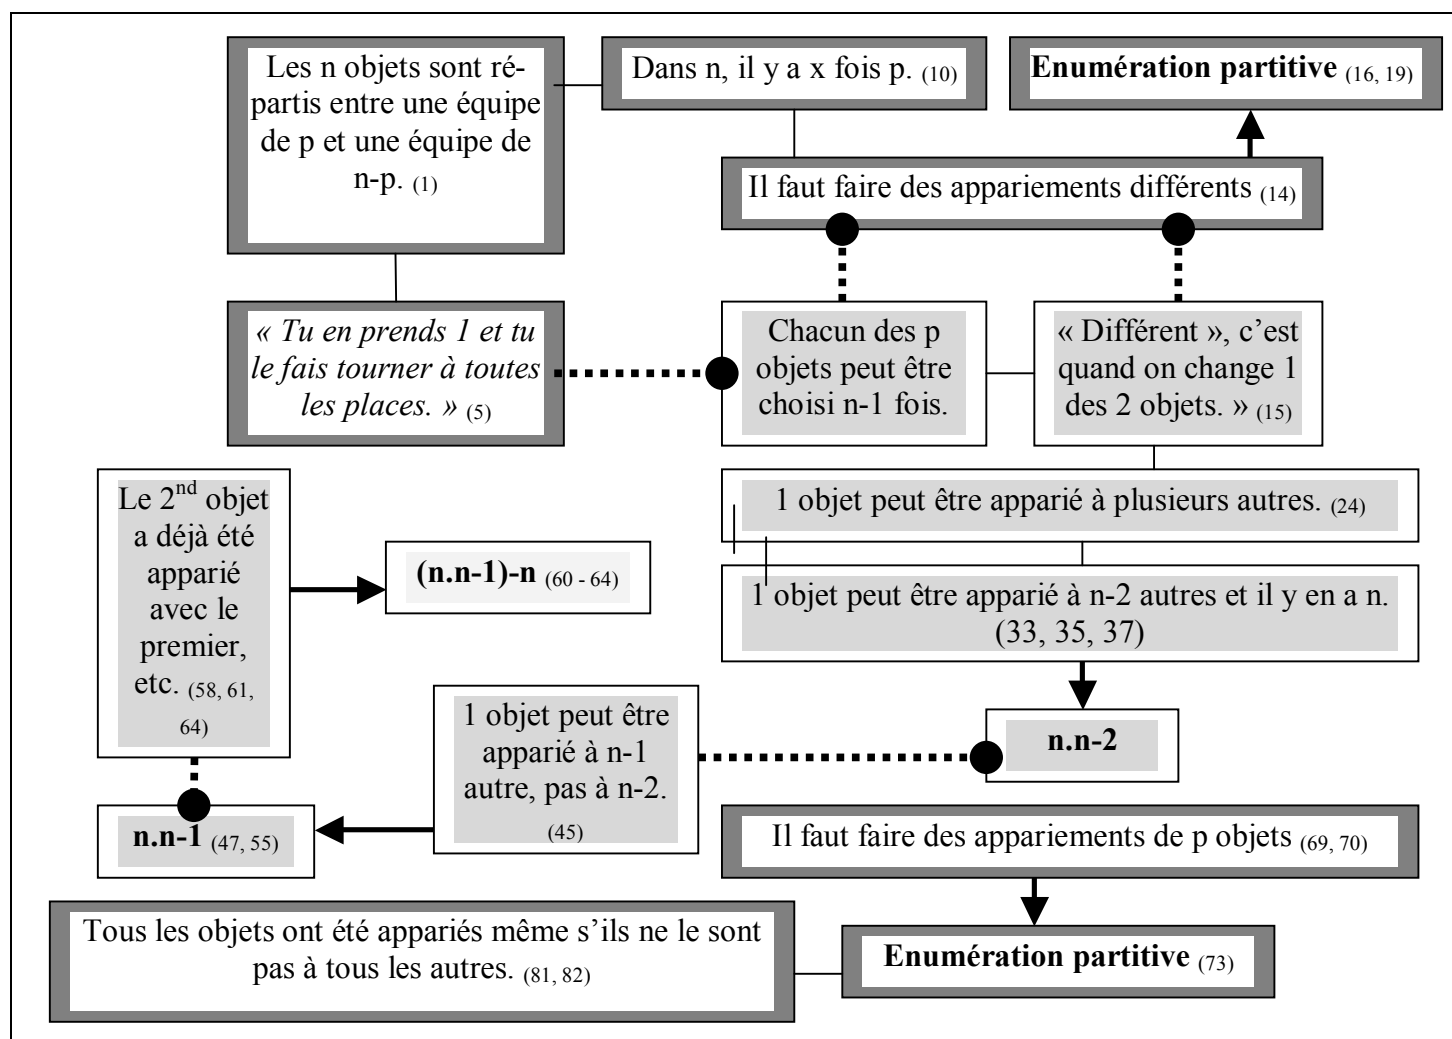 Les n objets sont ré-
partis entre une équipe
de p et une équipe de
n-p. (1)
Dans n, il y a x fois p. (10)
Enumération partitive (16, 19)
Il faut faire des appariements différents (14)
« Tu en prends 1 et tu
le fais tourner à toutes
les places. » (5)
Chacun des p
objets peut être
choisi n-1 fois.
« Différent », c’est
quand on change 1
des 2 objets. » (15)
Le 2nd objet
a déjà été
apparié
avec le
premier,
etc. (58, 61,
64)
(n.n-1)-n (60 - 64)
1 objet peut être apparié à plusieurs autres. (24)
1 objet peut être apparié à n-2 autres et il y en a n.
(33, 35, 37)
1 objet peut être
apparié à n-1
autre, pas à n-2.
(45)
n.n-2
n.n-1 (47, 55)
Il faut faire des appariements de p objets (69, 70)
Tous les objets ont été appariés même s’ils ne le sont
pas à tous les autres. (81, 82)
Enumération partitive (73)